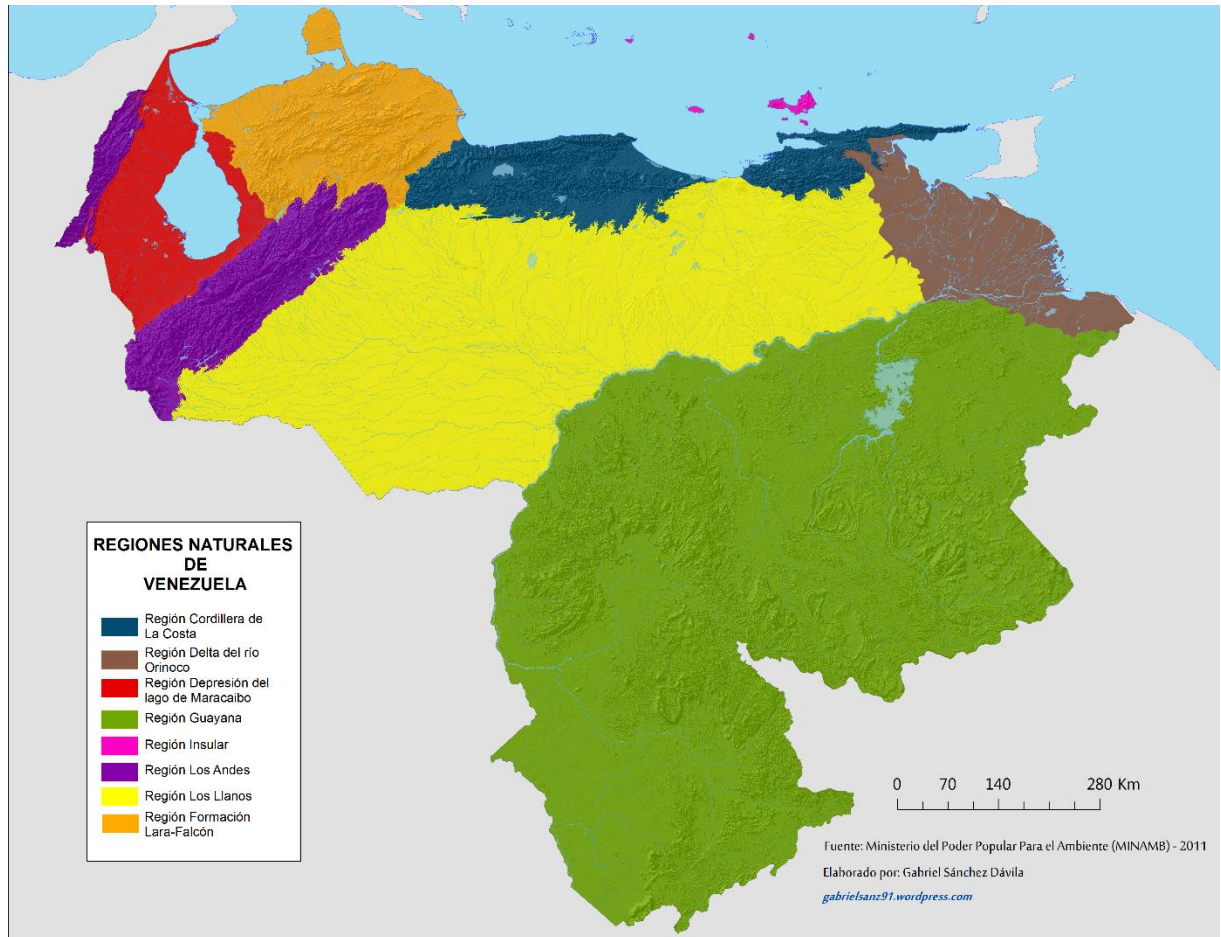 REGIONES NATURALES
DE
VENEZUELA
Región Cordillera de
La Costa
Región Delta del río
Orinoco
Región Depresión del
lago de Maracaibo
Región Guayana
Región Insular
Región Los Andes
Región Los Llanos
Región Formación
Lara-Falcón
0 70 140 280 Km
Fuente: Ministerio del Poder Popular Para el Ambiente (MINAMB) - 2011
Elaborado por: Gabriel Sánchez Dávila
gabrielsanz91.wordpress.com